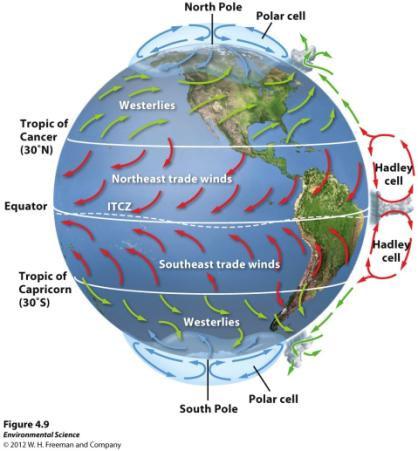 North Pole
Polar cell
Westerlies
Tropic of
Cancer
(30°N)
Northeast trade winds
Hadley
cell
Equator
ITCZ
Hadley
cell
Southeast trade winds
Tropic of
Capricorn
(30°S)
Westerlies
Polar cell
South Pole
Figure 4.9
Environmental Science
© 2012 W. H. Freeman and Company